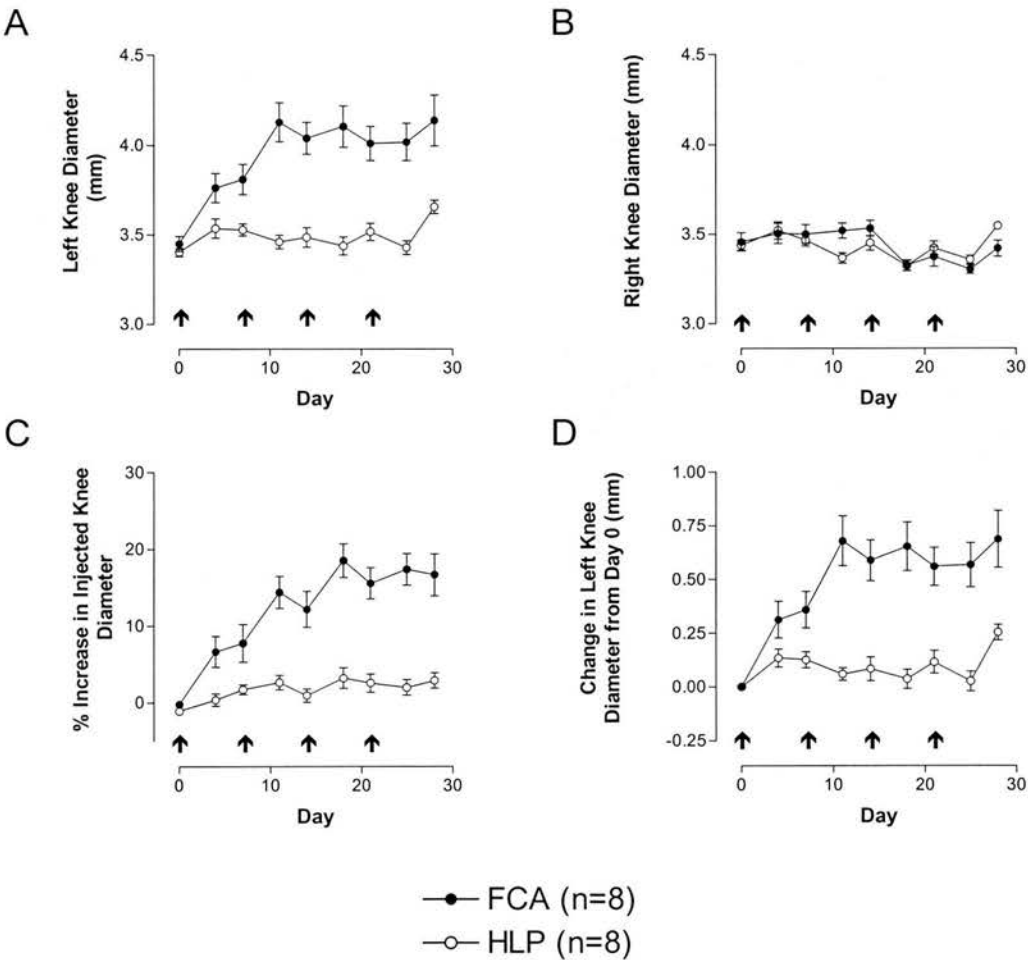 A
Left Knee Diameter
(mm)
4.5
4.0
3.5
3.0
0
10
20
30
Day
B
Right Knee Diameter (mm)
4.5
4.0
3.5
3.0
0
10
20
30
Day
C
% Increase in Injected Knee
Diameter
30
20
10
0
0
10
20
30
Day
D
Change in Left Knee
Diameter from Day 0 (mm)
1.00
0.75
0.50
0.25
0.00
-0.25
0
10
20
30
Day
FCA (n=8)
HLP (n=8)